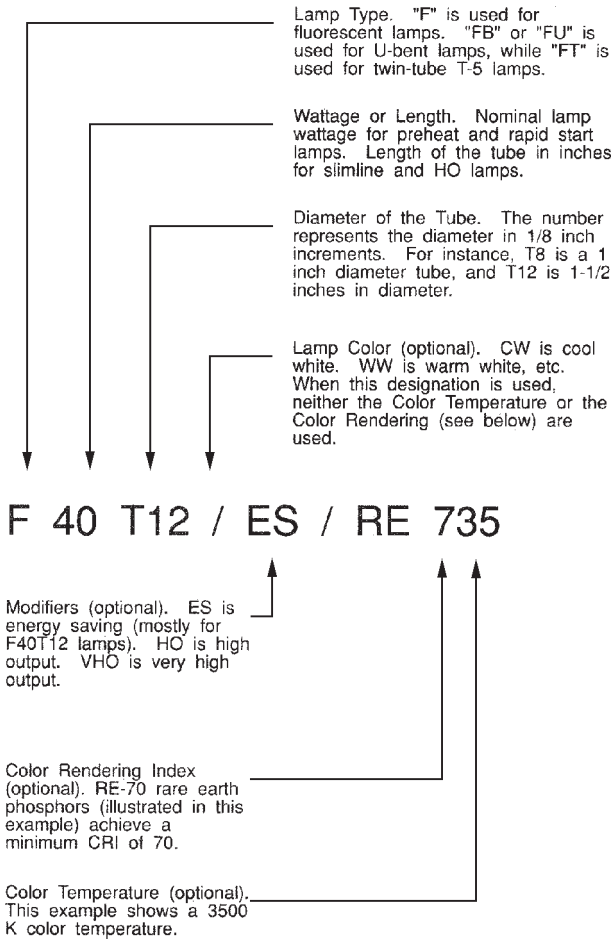 Lamp Type. "F" is used for
fluorescent lamps. "FB" or "FU" is
used for U-bent lamps, while "FT" is
used for twin-tube T-5 lamps.
Wattage or Length. Nominal lamp
wattage for preheat and rapid start
lamps. Length of the tube in inches
for slimline and HO lamps.
Diameter of the Tube. The number
represents the diameter in 1/8 inch
increments. For instance, T8 is a 1
inch diameter tube, and T12 is 1-1/2
inches in diameter.
Lamp Color (optional). CW is cool
white. WW is warm white, etc.
When this designation is used,
neither the Color Temperature or the
Color Rendering (see below) are
used.
F 40 T12 / ES / RE 735
Modifiers (optional). ES is
energy saving (mostly for
F40T12 lamps). HO is high
output. VHO is very high
output.
Color Rendering Index
(optional). RE-70 rare earth
phosphors (illustrated in this
example) achieve a
minimum CRI of 70.
Color Temperature (optional).
This example shows a 3500
K color temperature.